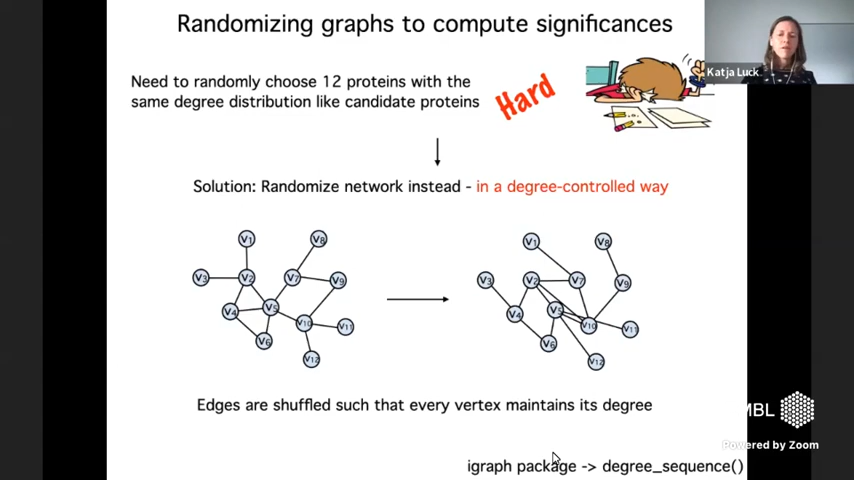 Randomizing graphs to compute significances
Katja Luck
Need to randomly choose 12 proteins with the
same degree distribution like candidate proteins
Hard
Solution: Randomize network instead - in a degree-controlled way
V1
V8
V3
V2
V7
V9
V4
V5
V10
V11
V6
V12
V1
V8
V3
V2
V7
V9
V4
V5
V10
V11
V6
V12
Edges are shuffled such that every vertex maintains its degree
MBL
Powered by Zoom
igraph package -> degree_sequence()